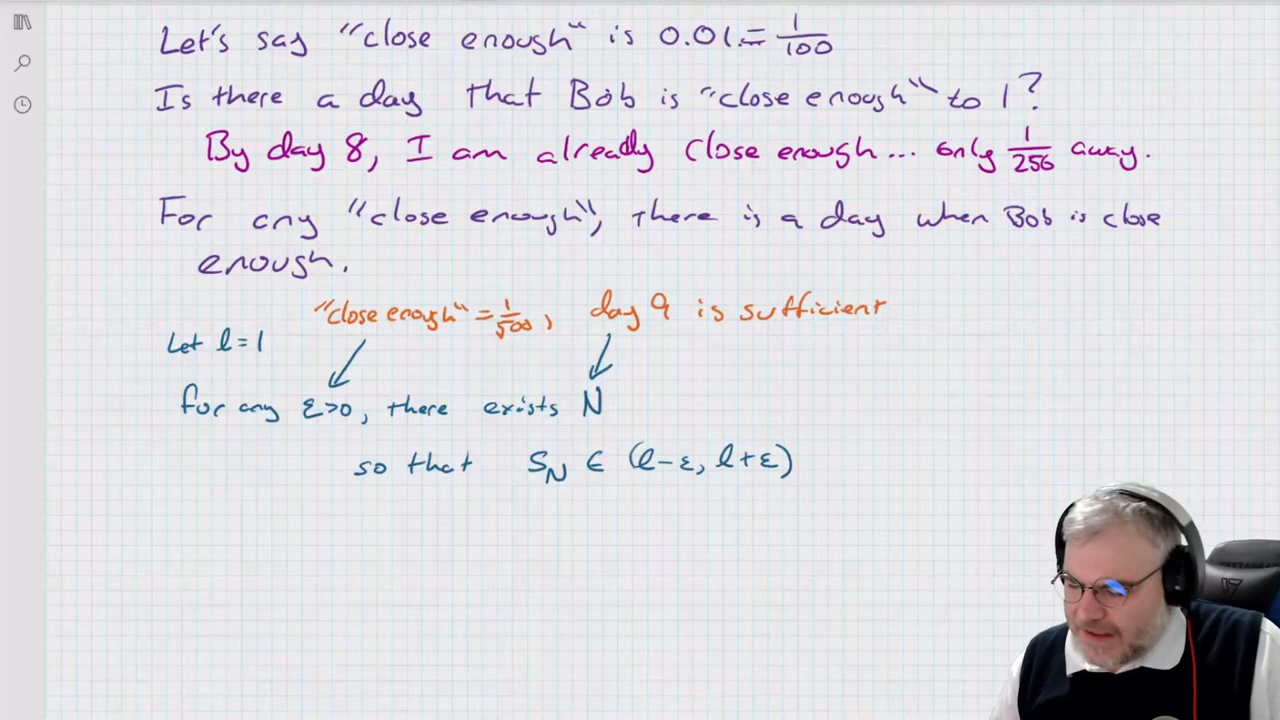 Let's say "close enough" is 0.01. = 1/100
Is there a day that Bob is "close enough" to 1?
By day 8, I am already close enough... only 1/256 away.
For any "close enough", there is a day when Bob is close
enough.
"close enough" = 1/500, day 9 is sufficient
Let l = 1
for any ε>0, there exists N
so that S_N ∈ (l-ε, l+ε)